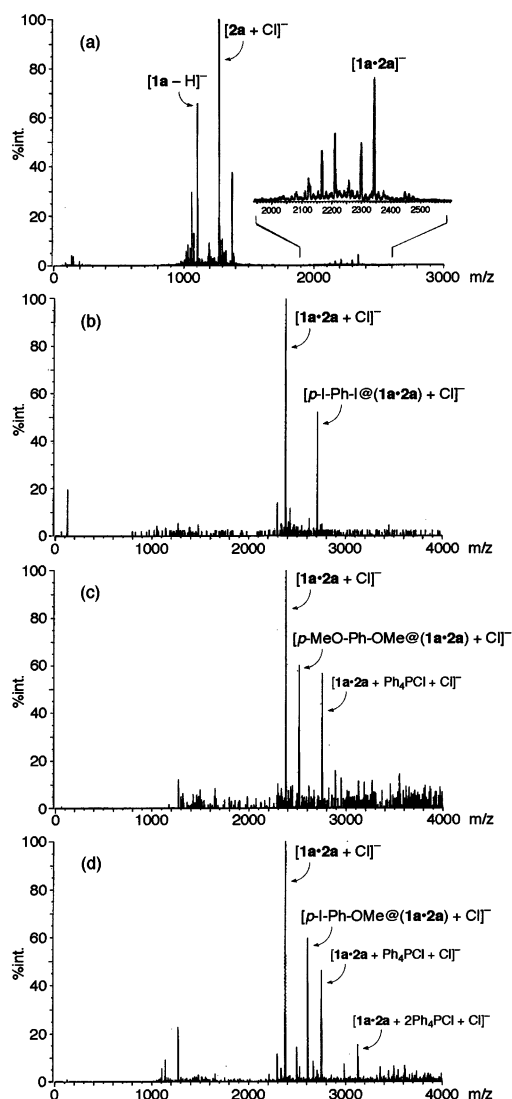 (a)
[2a + Cl]⁻
[1a – H]⁻
[1a•2a]⁻
%int.
100
80
60
40
20
0
2000 2100 2200 2300 2400 2500
0 1000 2000 3000 m/z
(b)
[1a•2a + Cl]⁻
[p-I-Ph-I@(1a•2a) + Cl]⁻
%int.
100
80
60
40
20
0
0 1000 2000 3000 4000 m/z
(c)
[1a•2a + Cl]⁻
[p-MeO-Ph-OMe@(1a•2a) + Cl]⁻
[1a•2a + Ph₄PCl + Cl]⁻
%int.
100
80
60
40
20
0
0 1000 2000 3000 4000 m/z
(d)
[1a•2a + Cl]⁻
[p-I-Ph-OMe@(1a•2a) + Cl]⁻
[1a•2a + Ph₄PCl + Cl]⁻
[1a•2a + 2Ph₄PCl + Cl]⁻
%int.
100
80
60
40
20
0
0 1000 2000 3000 4000 m/z